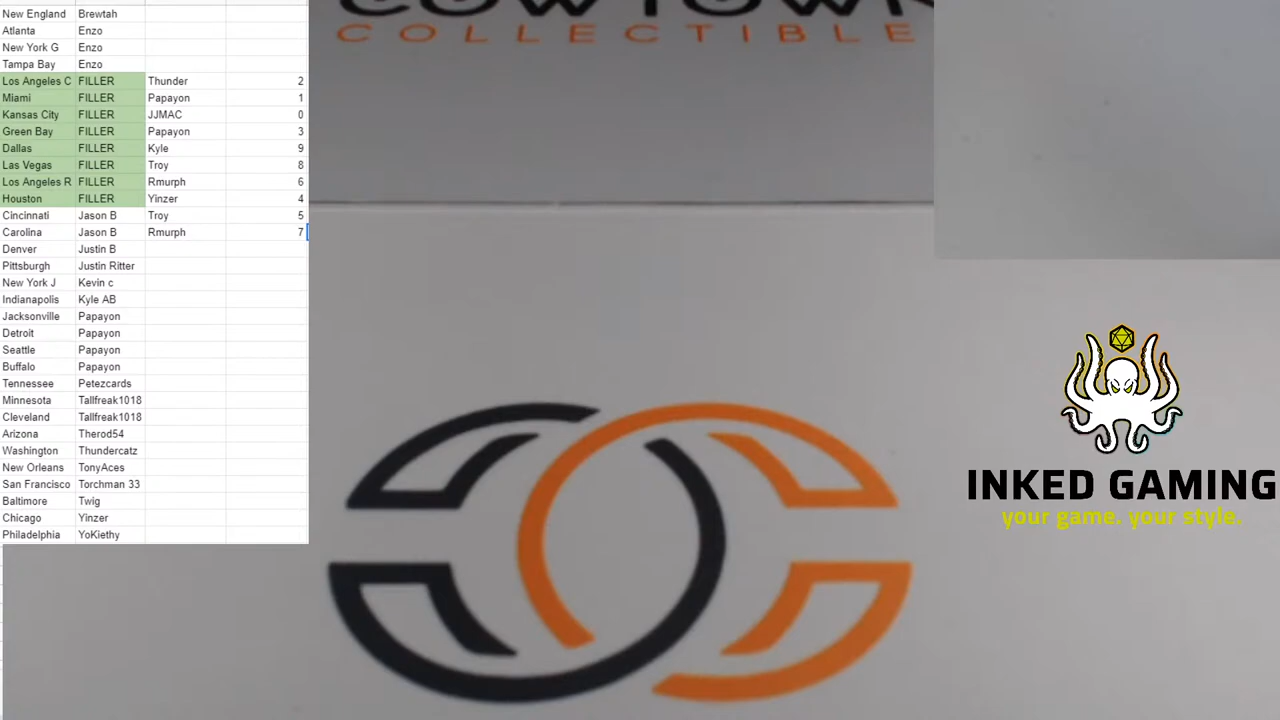 New England Brewtah
Atlanta Enzo
New York G Enzo
Tampa Bay Enzo
Los Angeles C FILLER Thunder 2
Miami FILLER Papayon 1
Kansas City FILLER JJMAC 0
Green Bay FILLER Papayon 3
Dallas FILLER Kyle 9
Las Vegas FILLER Troy 8
Los Angeles R FILLER Rmurph 6
Houston FILLER Yinzer 4
Cincinnati Jason B Troy 5
Carolina Jason B Rmurph 7
Denver Justin B
Pittsburgh Justin Ritter
New York J Kevin c
Indianapolis Kyle AB
Jacksonville Papayon
Detroit Papayon
Seattle Papayon
Buffalo Papayon
Tennessee Petezcards
Minnesota Tallfreak1018
Cleveland Tallfreak1018
Arizona Therod54
Washington Thundercatz
New Orleans TonyAces
San Francisco Torchman 33
Baltimore Twig
Chicago Yinzer
Philadelphia YoKiethy
COWTOWN
COLLECTIBLE
INKED GAMING
your game. your style.